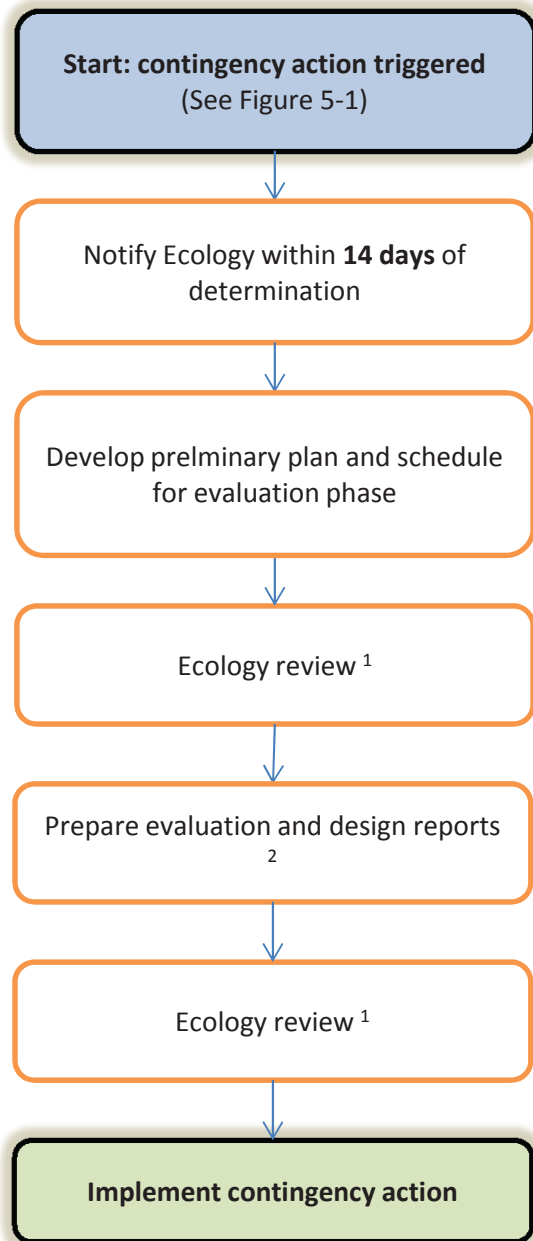 Start: contingency action triggered
(See Figure 5-1)
Notify Ecology within 14 days of
determination
Develop prelminary plan and schedule
for evaluation phase
Ecology review 1
Prepare evaluation and design reports
2
Ecology review 1
Implement contingency action